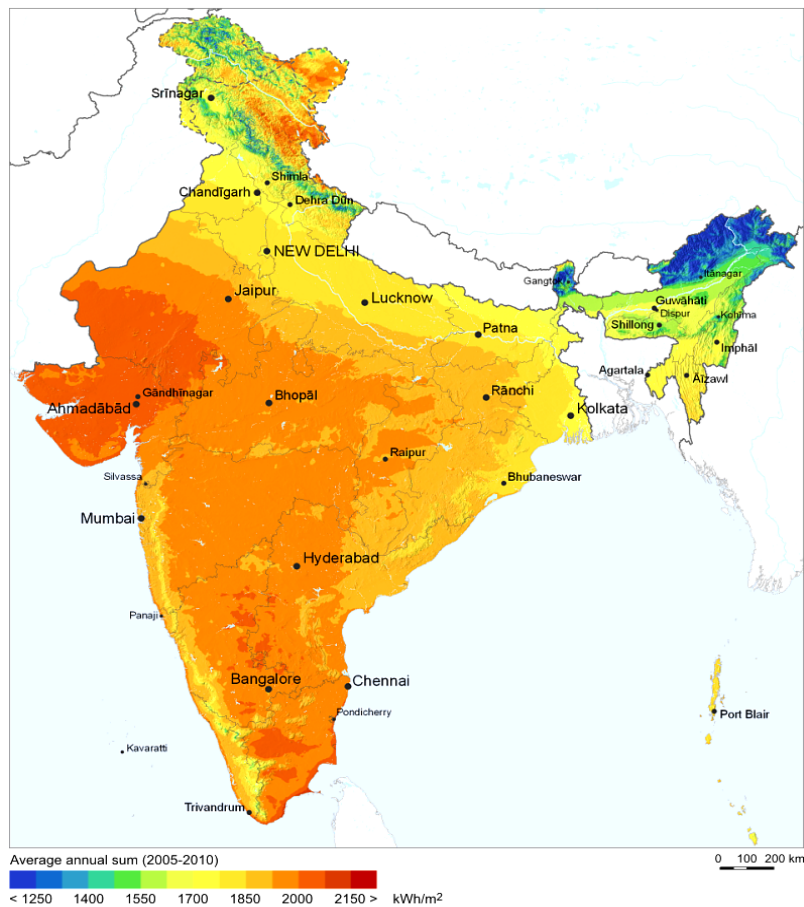 Srīnagar
Shimla
Chandīgarh
Dehra Dūn
NEW DELHI
Jaipur
Lucknow
Patna
Gangtok
Itānagar
Guwāhāti
Dispur
Shillong
Kohīma
Imphāl
Agartala
Aīzawl
Gāndhīnagar
Ahmadābād
Bhopāl
Rānchi
Kolkata
Raipur
Silvassa
Bhubaneswar
Mumbai
Hyderabad
Panaji
Bangalore
Chennai
Pondicherry
Port Blair
Kavaratti
Trivandrum
Average annual sum (2005-2010)
0 100 200 km
< 1250 1400 1550 1700 1850 2000 2150 > kWh/m²